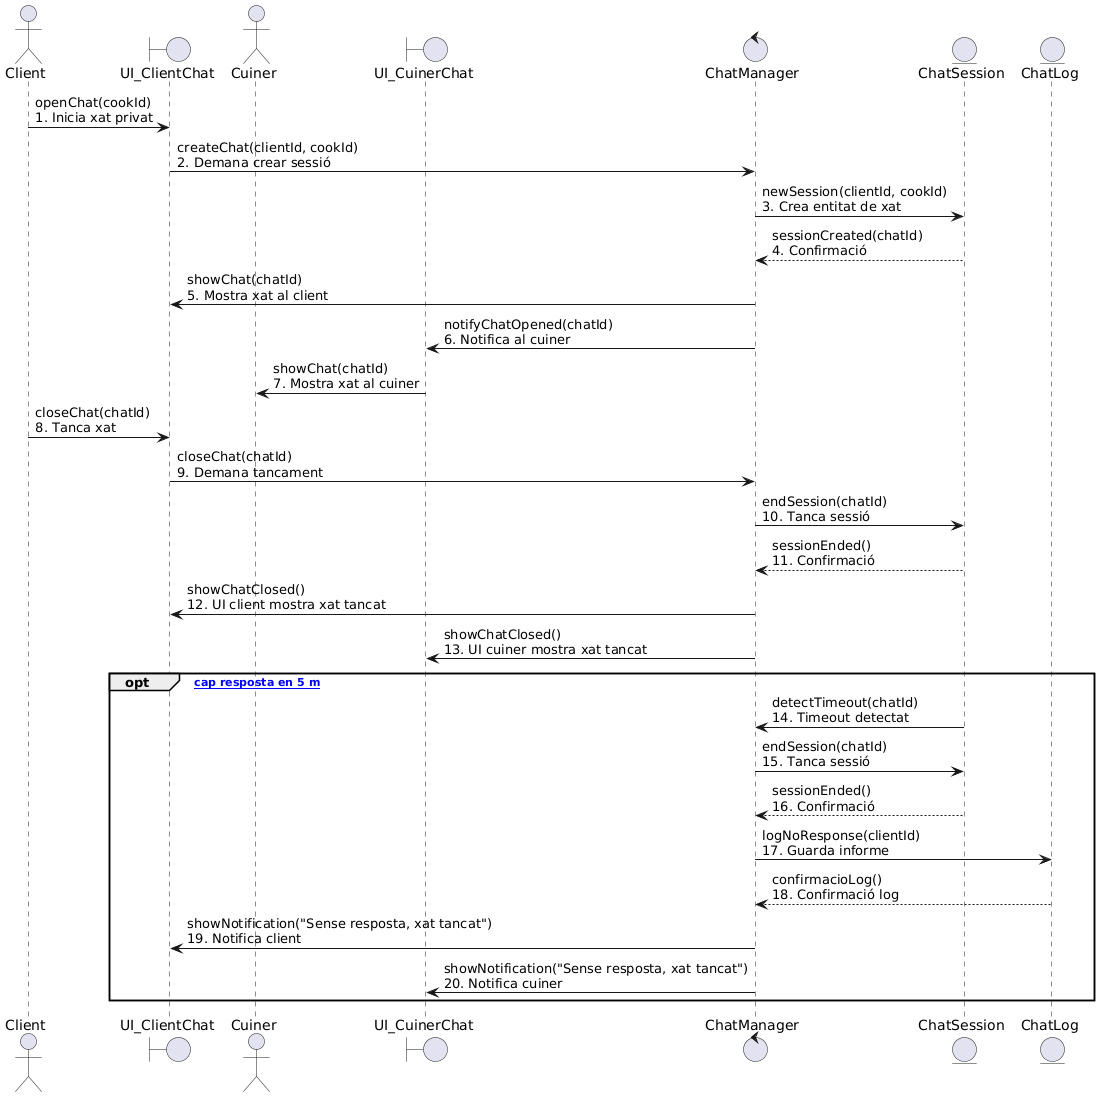 Client
UI_ClientChat
Cuiner
UI_CuinerChat
ChatManager
ChatSession
ChatLog
openChat(cookId)
1. Inicia xat privat
createChat(clientId, cookId)
2. Demana crear sessió
newSession(clientId, cookId)
3. Crea entitat de xat
sessionCreated(chatId)
4. Confirmació
showChat(chatId)
5. Mostra xat al client
notifyChatOpened(chatId)
6. Notifica al cuiner
showChat(chatId)
7. Mostra xat al cuiner
closeChat(chatId)
8. Tanca xat
closeChat(chatId)
9. Demana tancament
endSession(chatId)
10. Tanca sessió
sessionEnded()
11. Confirmació
showChatClosed()
12. UI client mostra xat tancat
showChatClosed()
13. UI cuiner mostra xat tancat
opt
cap resposta en 5 m
detectTimeout(chatId)
14. Timeout detectat
endSession(chatId)
15. Tanca sessió
sessionEnded()
16. Confirmació
logNoResponse(clientId)
17. Guarda informe
confirmacioLog()
18. Confirmació log
showNotification("Sense resposta, xat tancat")
19. Notifica client
showNotification("Sense resposta, xat tancat")
20. Notifica cuiner
Client
UI_ClientChat
Cuiner
UI_CuinerChat
ChatManager
ChatSession
ChatLog